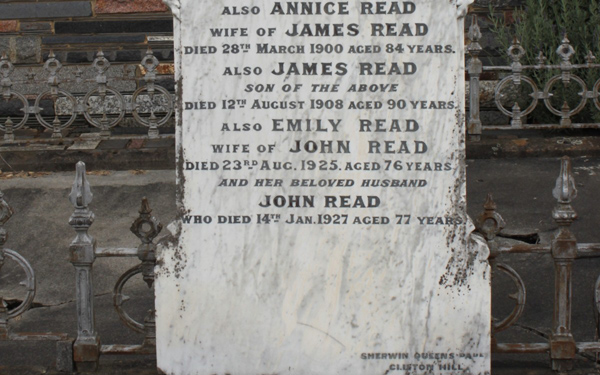 ALSO ANNICE READ
WIFE OF JAMES READ
DIED 28TH MARCH 1900 AGED 84 YEARS.
ALSO JAMES READ
SON OF THE ABOVE
DIED 12TH AUGUST 1908 AGED 90 YEARS.
ALSO EMILY READ
WIFE OF JOHN READ
DIED 23RD AUG. 1925. AGED 76 YEARS
AND HER BELOVED HUSBAND
JOHN READ
WHO DIED 14TH JAN. 1927 AGED 77 YEARS
SHERWIN QUEENS-
HILL